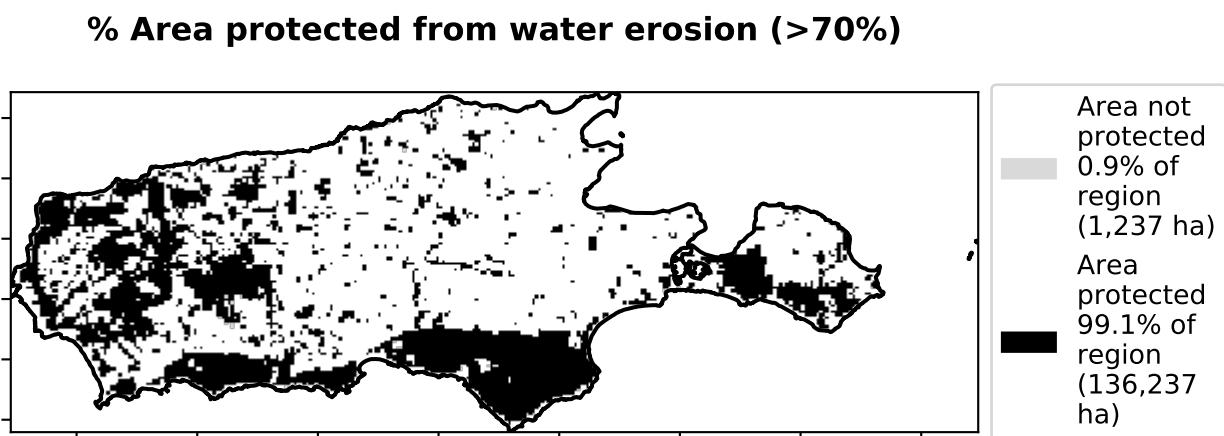 % Area protected from water erosion (>70%)
Area not
protected
0.9% of
region
(1,237 ha)
Area
protected
99.1% of
region
(136,237
ha)